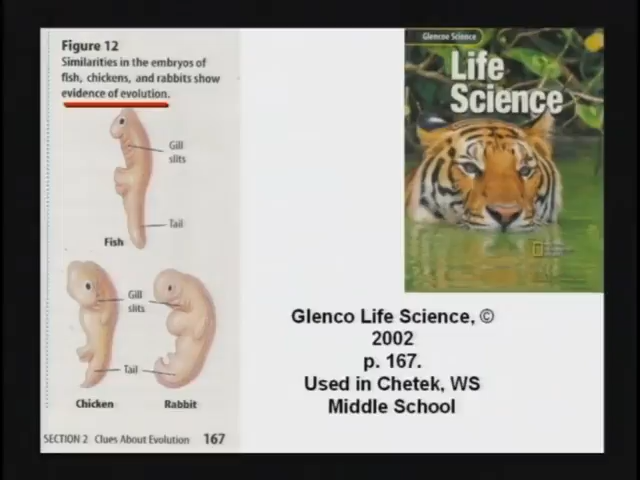 Figure 12
Similarities in the embryos of
fish, chickens, and rabbits show
evidence of evolution.
Gill
slits
Tail
Fish
Gill
slits
Tail
Chicken
Rabbit
SECTION 2 Clues About Evolution 167
Glencoe Science
Life
Science
Glenco Life Science, ©
2002
p. 167.
Used in Chetek, WS
Middle School